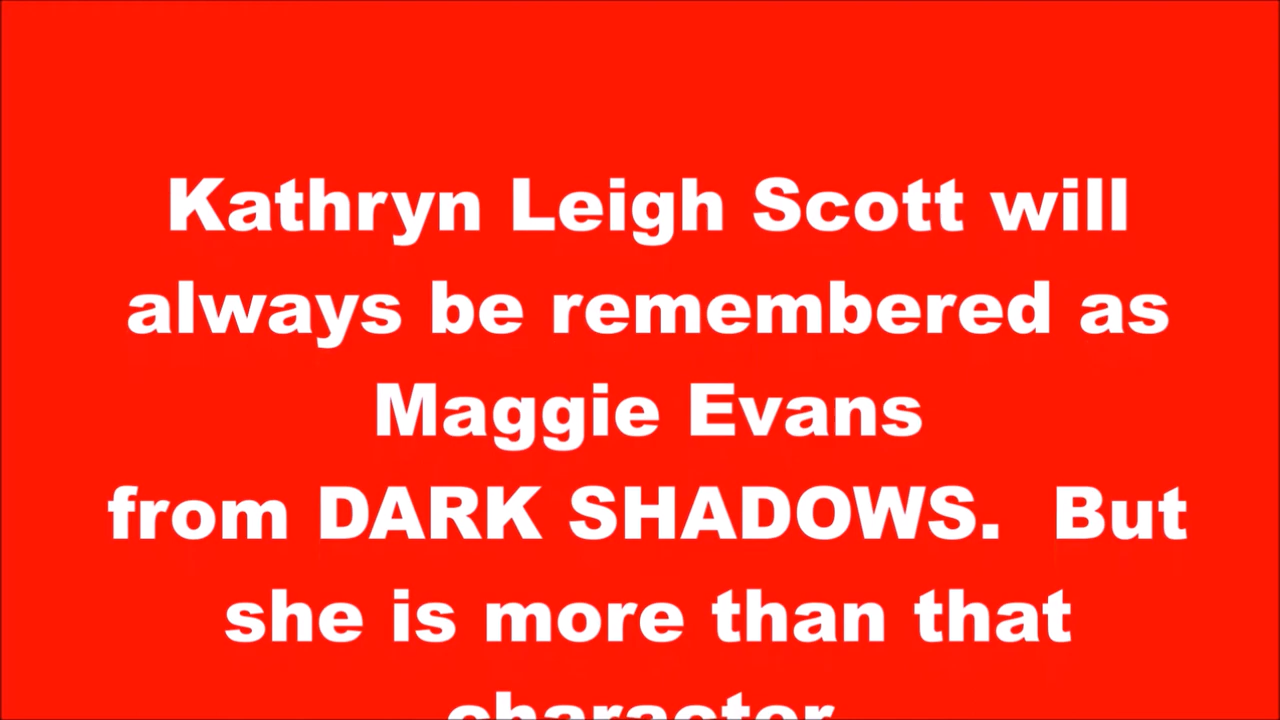 Kathryn Leigh Scott will
always be remembered as
Maggie Evans
from DARK SHADOWS.  But
she is more than that
character